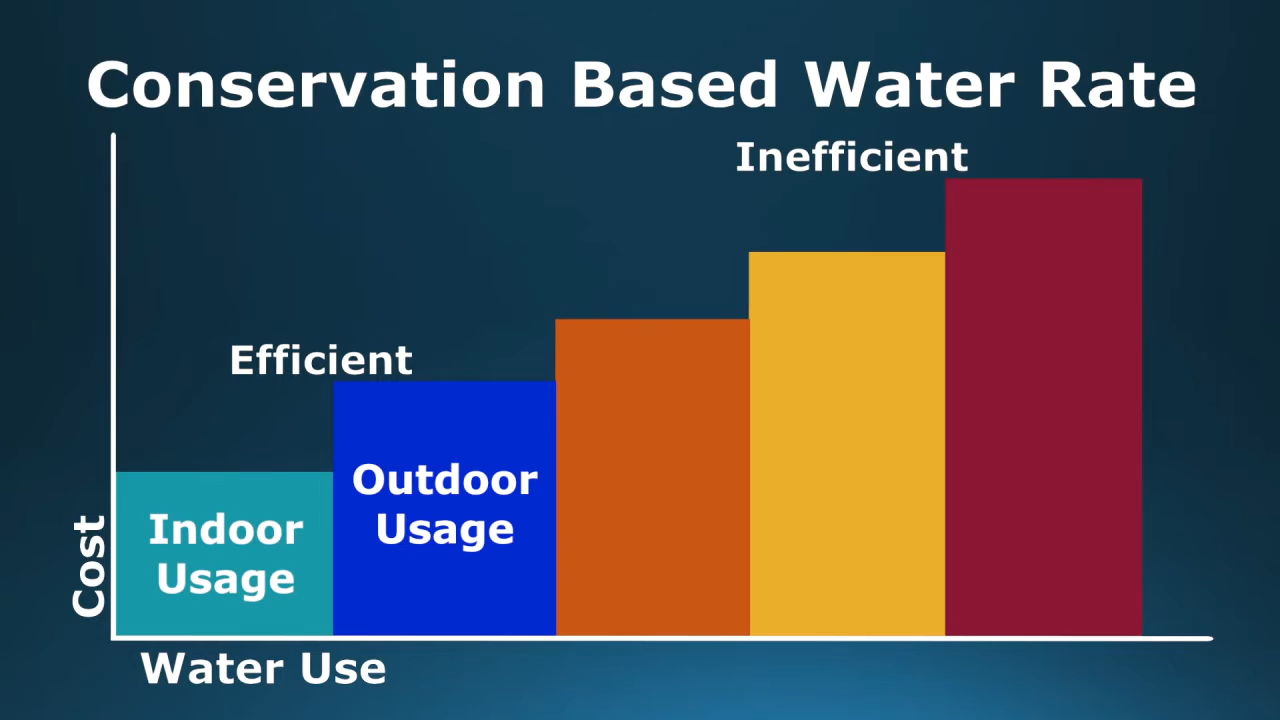 Conservation Based Water Rate
Inefficient
Efficient
Outdoor
Usage
Indoor
Usage
Cost
Water Use